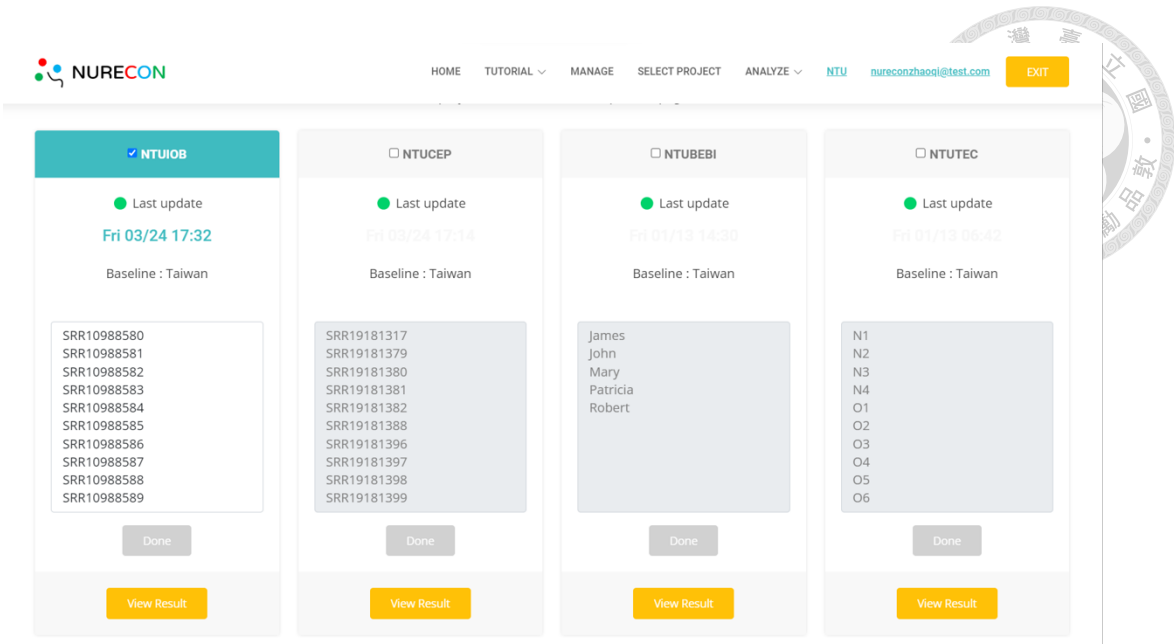 NURECON
HOME TUTORIAL MANAGE SELECT PROJECT ANALYZE NTU nureconzhaoqi@test.com EXIT
NTUIOB
Last update
Fri 03/24 17:32
Baseline : Taiwan
SRR10988580
SRR10988581
SRR10988582
SRR10988583
SRR10988584
SRR10988585
SRR10988586
SRR10988587
SRR10988588
SRR10988589
Done
View Result
NTUCEP
Last update
Fri 03/24 17:14
Baseline : Taiwan
SRR19181317
SRR19181379
SRR19181380
SRR19181381
SRR19181382
SRR19181388
SRR19181396
SRR19181397
SRR19181398
SRR19181399
Done
View Result
NTUBEBI
Last update
Fri 01/13 14:30
Baseline : Taiwan
James
John
Mary
Patricia
Robert
Done
View Result
NTUTEC
Last update
Fri 01/13 06:42
Baseline : Taiwan
N1
N2
N3
N4
O1
O2
O3
O4
O5
O6
Done
View Result